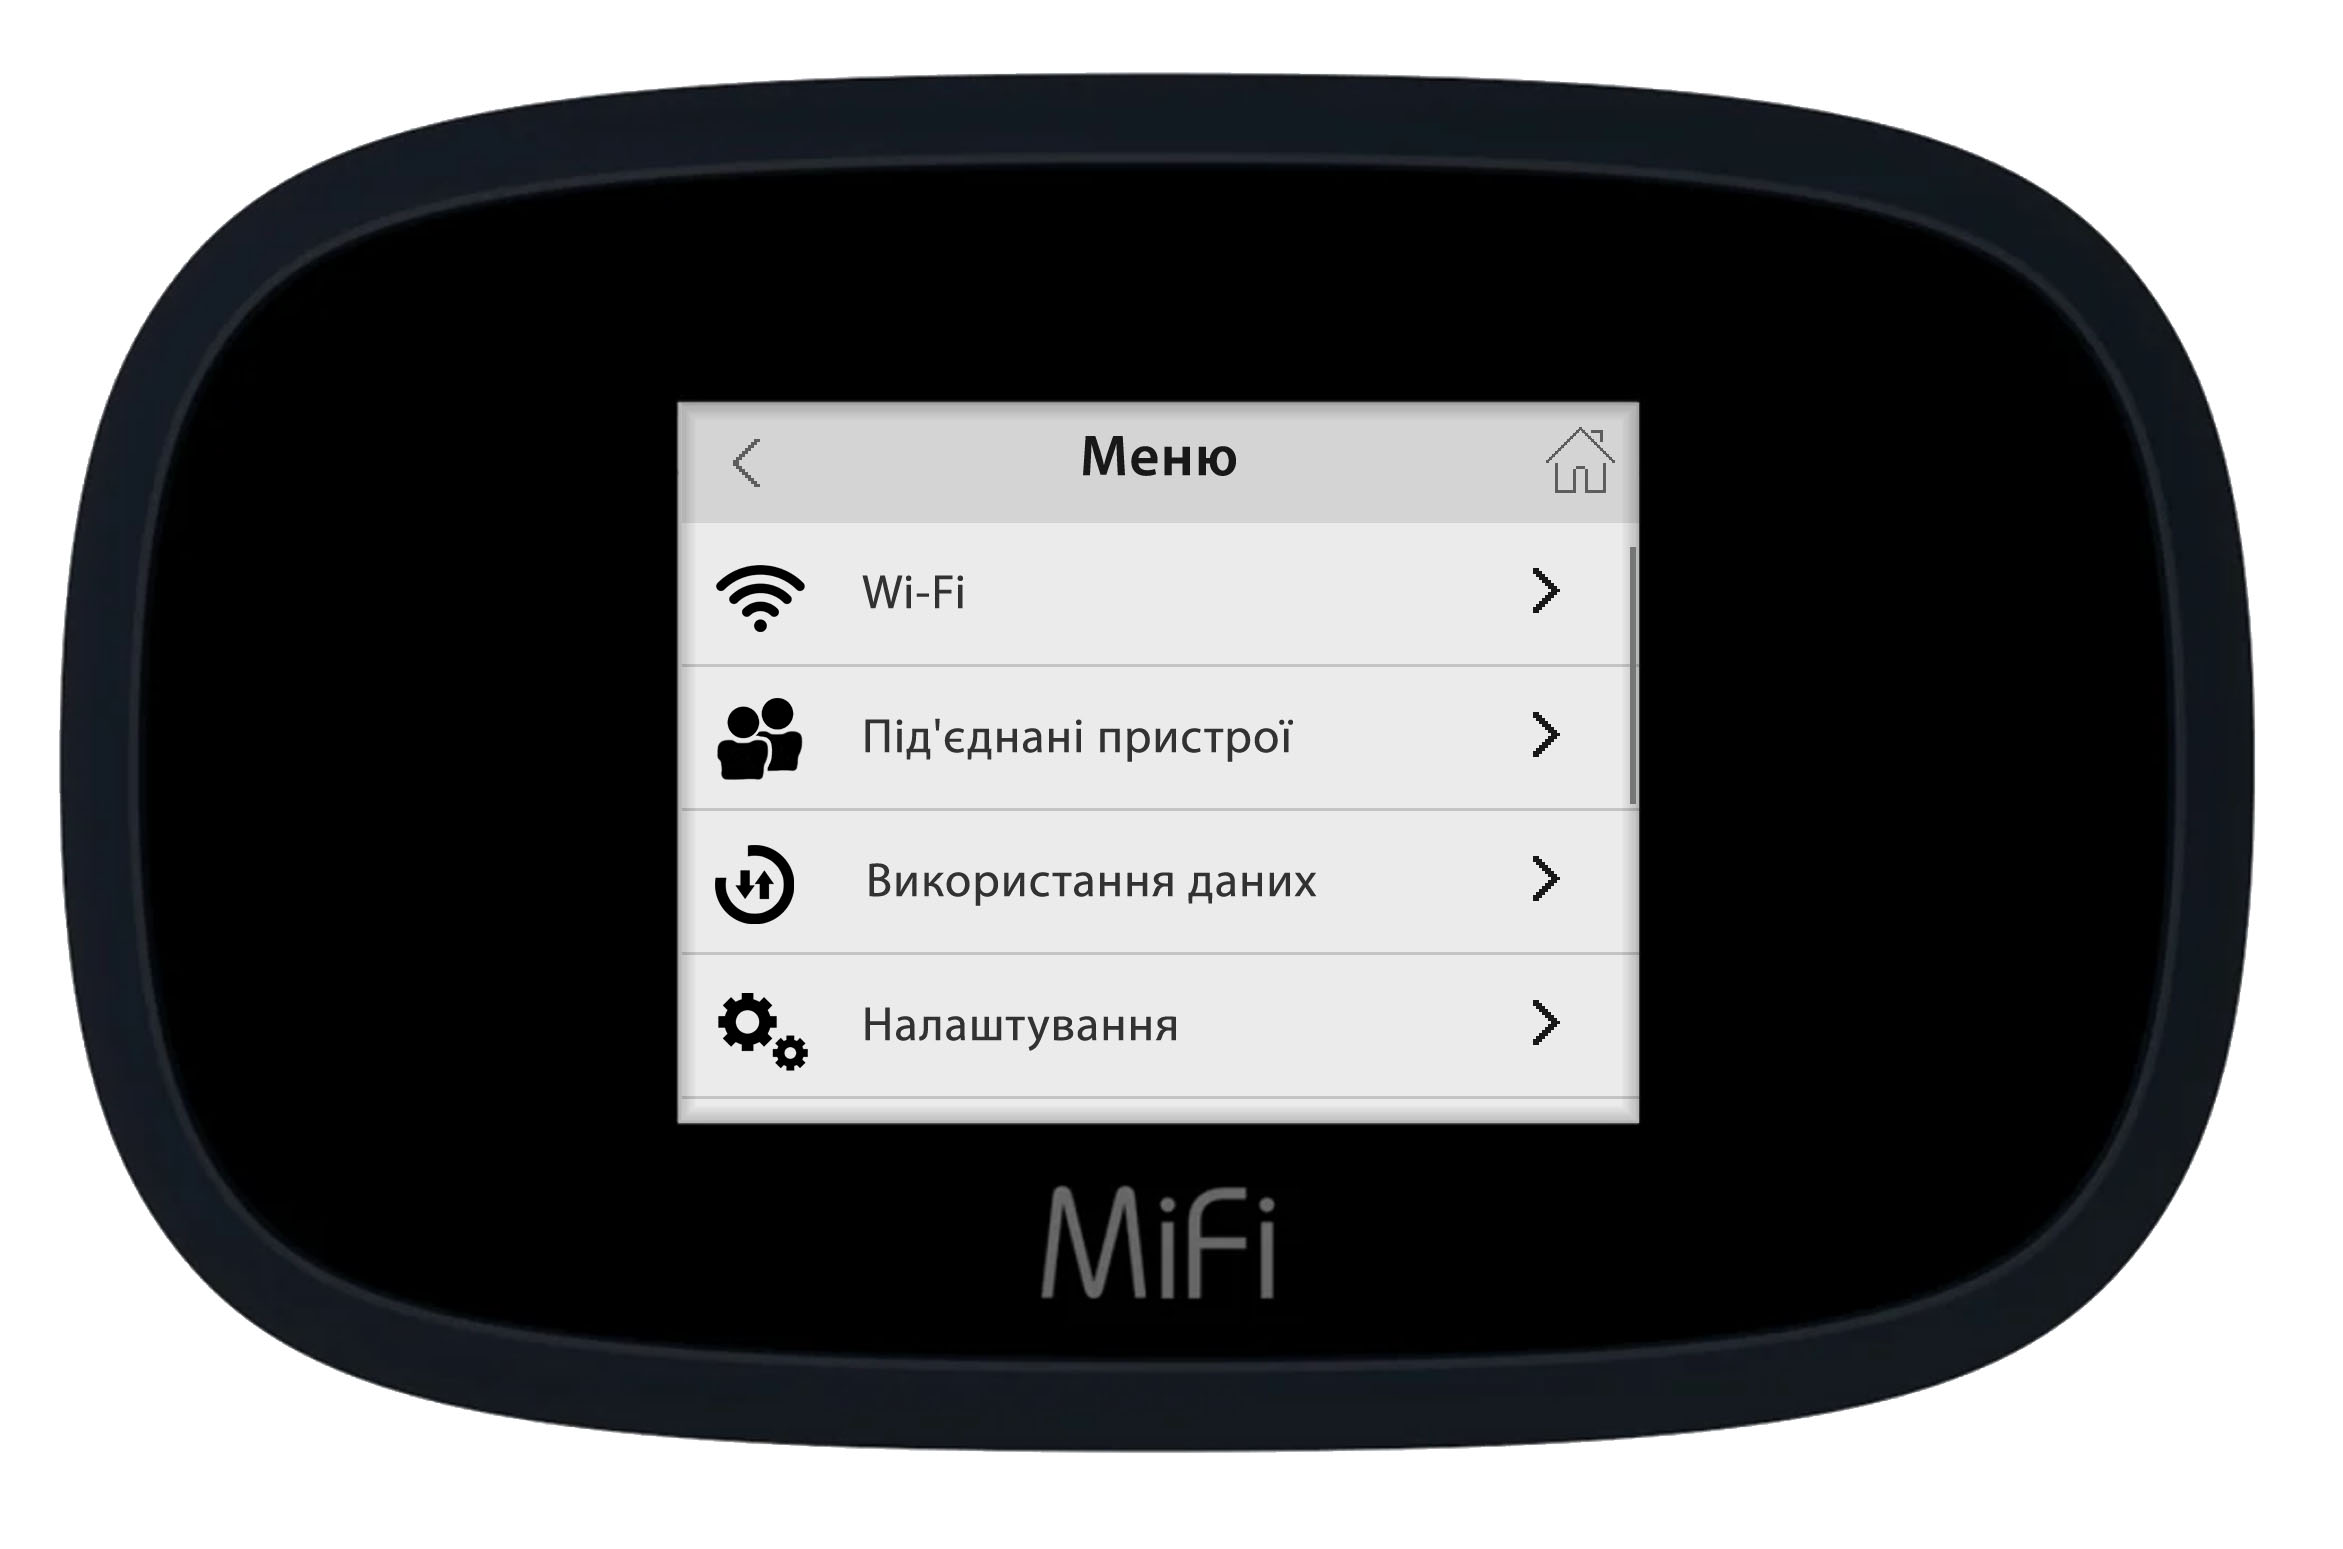 Меню
Wi-Fi
Під'єднані пристрої
Використання даних
Налаштування
MiFi